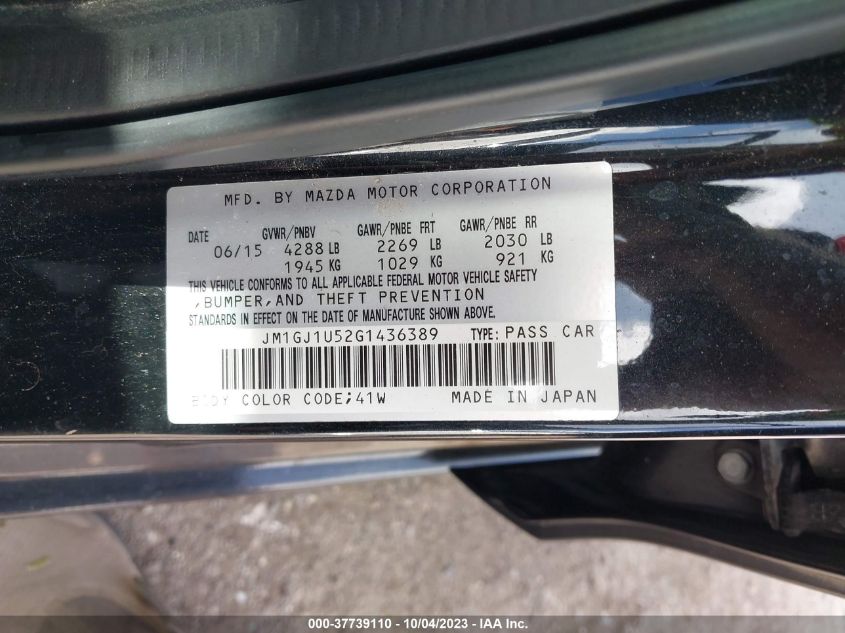 MFD. BY MAZDA MOTOR CORPORATION
DATE GVWR/PNBV GAWR/PNBE FRT GAWR/PNBE RR
06/15 4288 LB 2269 LB 2030 LB
1945 KG 1029 KG 921 KG
THIS VEHICLE CONFORMS TO ALL APPLICABLE FEDERAL MOTOR VEHICLE SAFETY
,BUMPER,AND THEFT PREVENTION
STANDARDS IN EFFECT ON THE DATE OF MANUFACTURE SHOWN ABOVE.
JM1GJ1U52G1436389 TYPE: PASS CAR
BODY COLOR CODE;41W MADE IN JAPAN
000-37739110 - 10/04/2023 - IAA Inc.